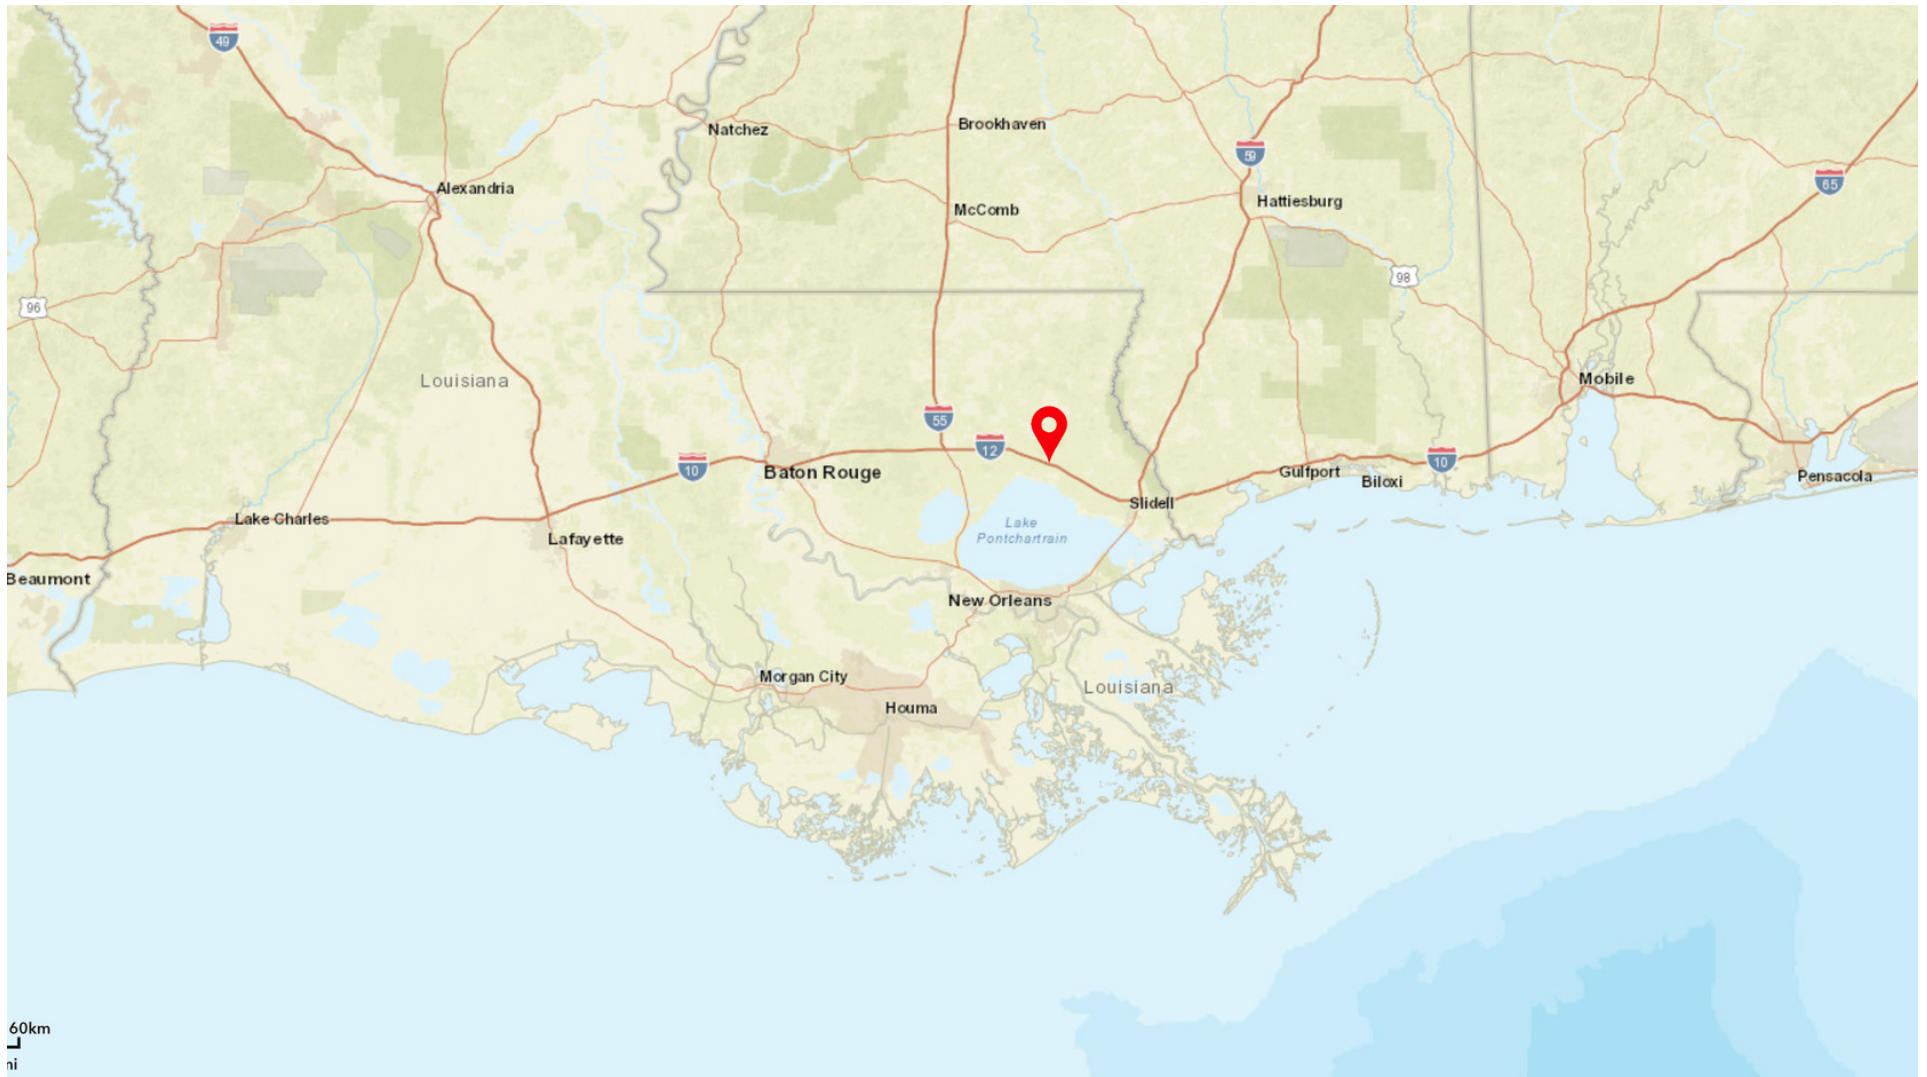 49
Natchez
Brookhaven
59
Alexandria
65
McComb
Hattiesburg
98
96
Louisiana
Mobile
55
12
10
Baton Rouge
10
Gulfport
Biloxi
Pensacola
Slidell
Lake Charles
Lake
Pontchartrain
Lafayette
Beaumont
New Orleans
Morgan City
Louisiana
Houma
60km
ni